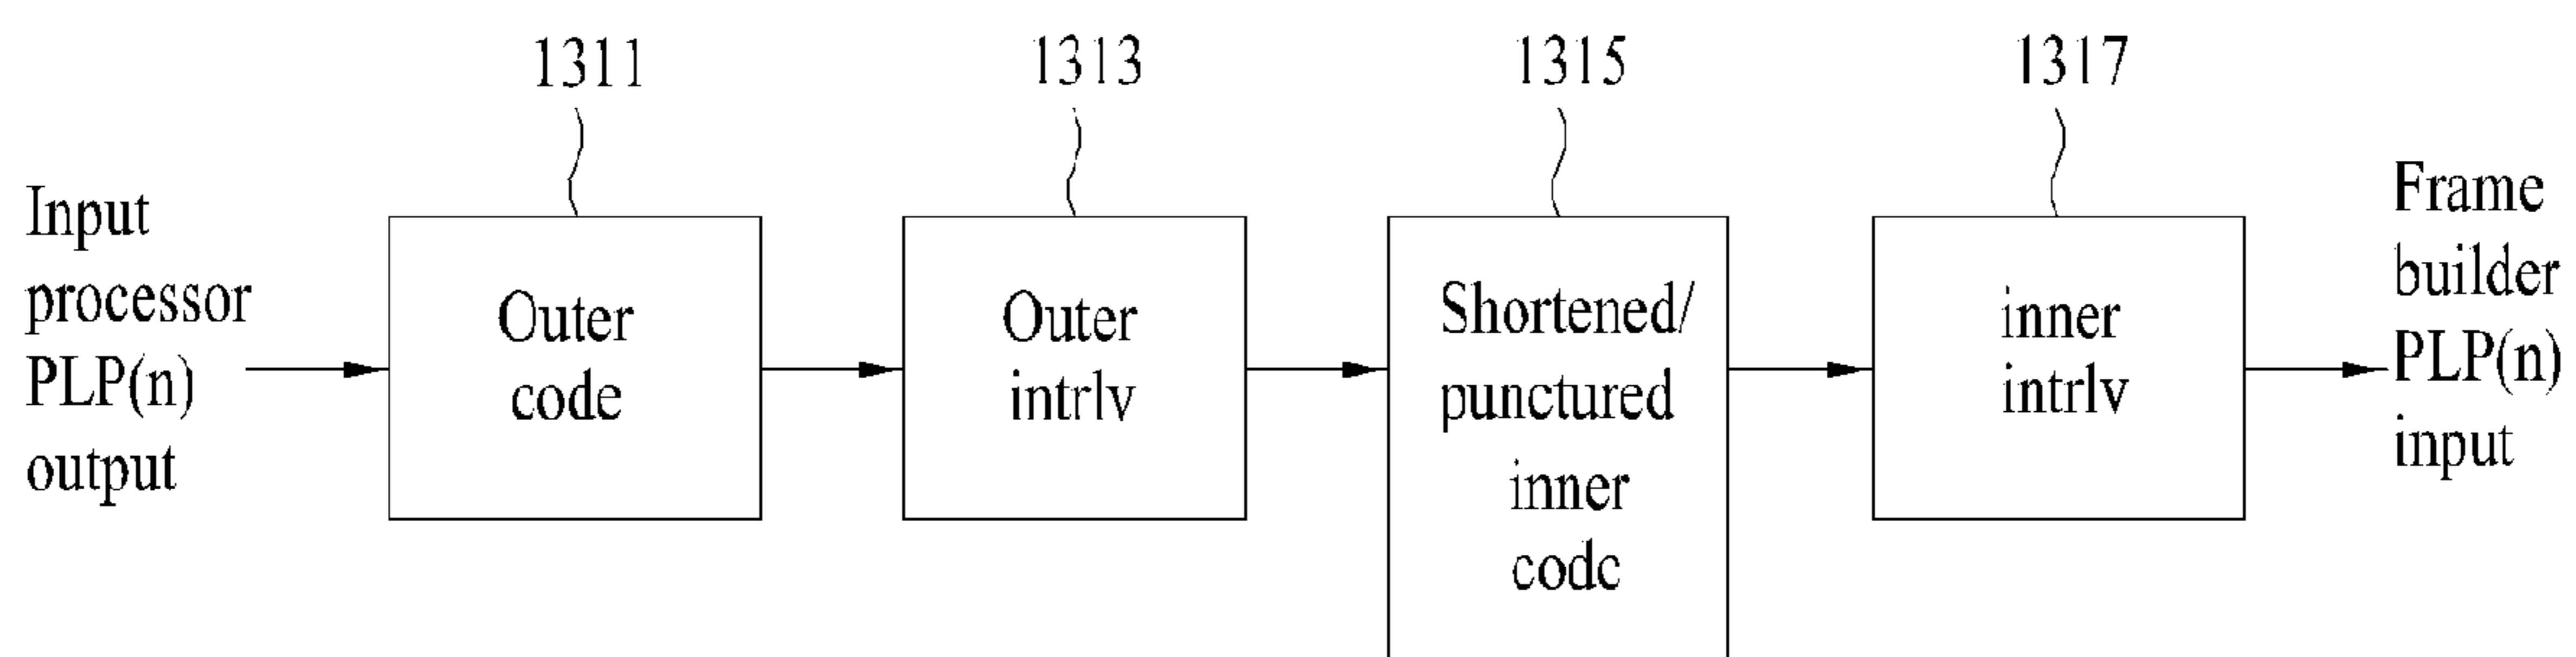 1311
1313
1315
1317
Input
processor
PLP(n)
output
Outer
code
Outer
intrlv
Shortened/
punctured
inner
codc
inner
intrlv
Frame
builder
PLP(n)
input